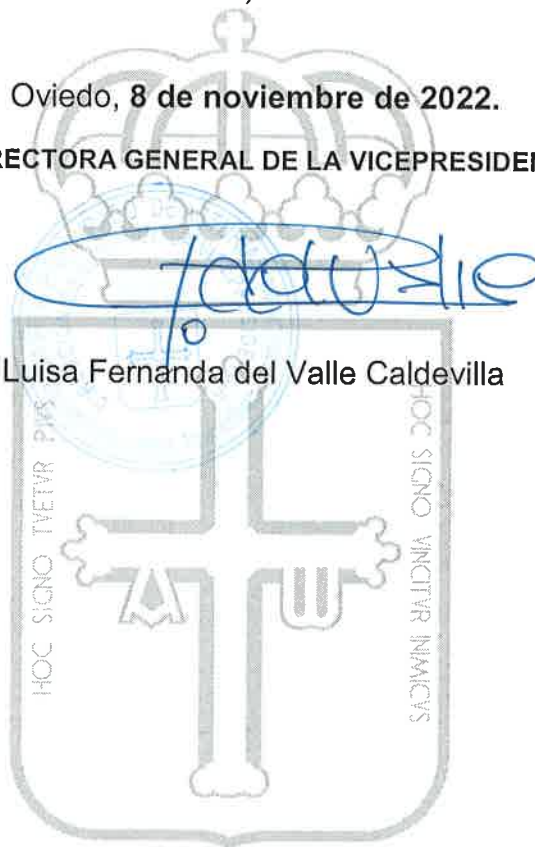 Oviedo, 8 de noviembre de 2022.
RECTORA GENERAL DE LA VICEPRESIDEN
Luisa Fernanda del Valle Caldevilla
HOC SIGNO TVETVR PIVS
HOC SIGNO VINCITVR INIMICVS